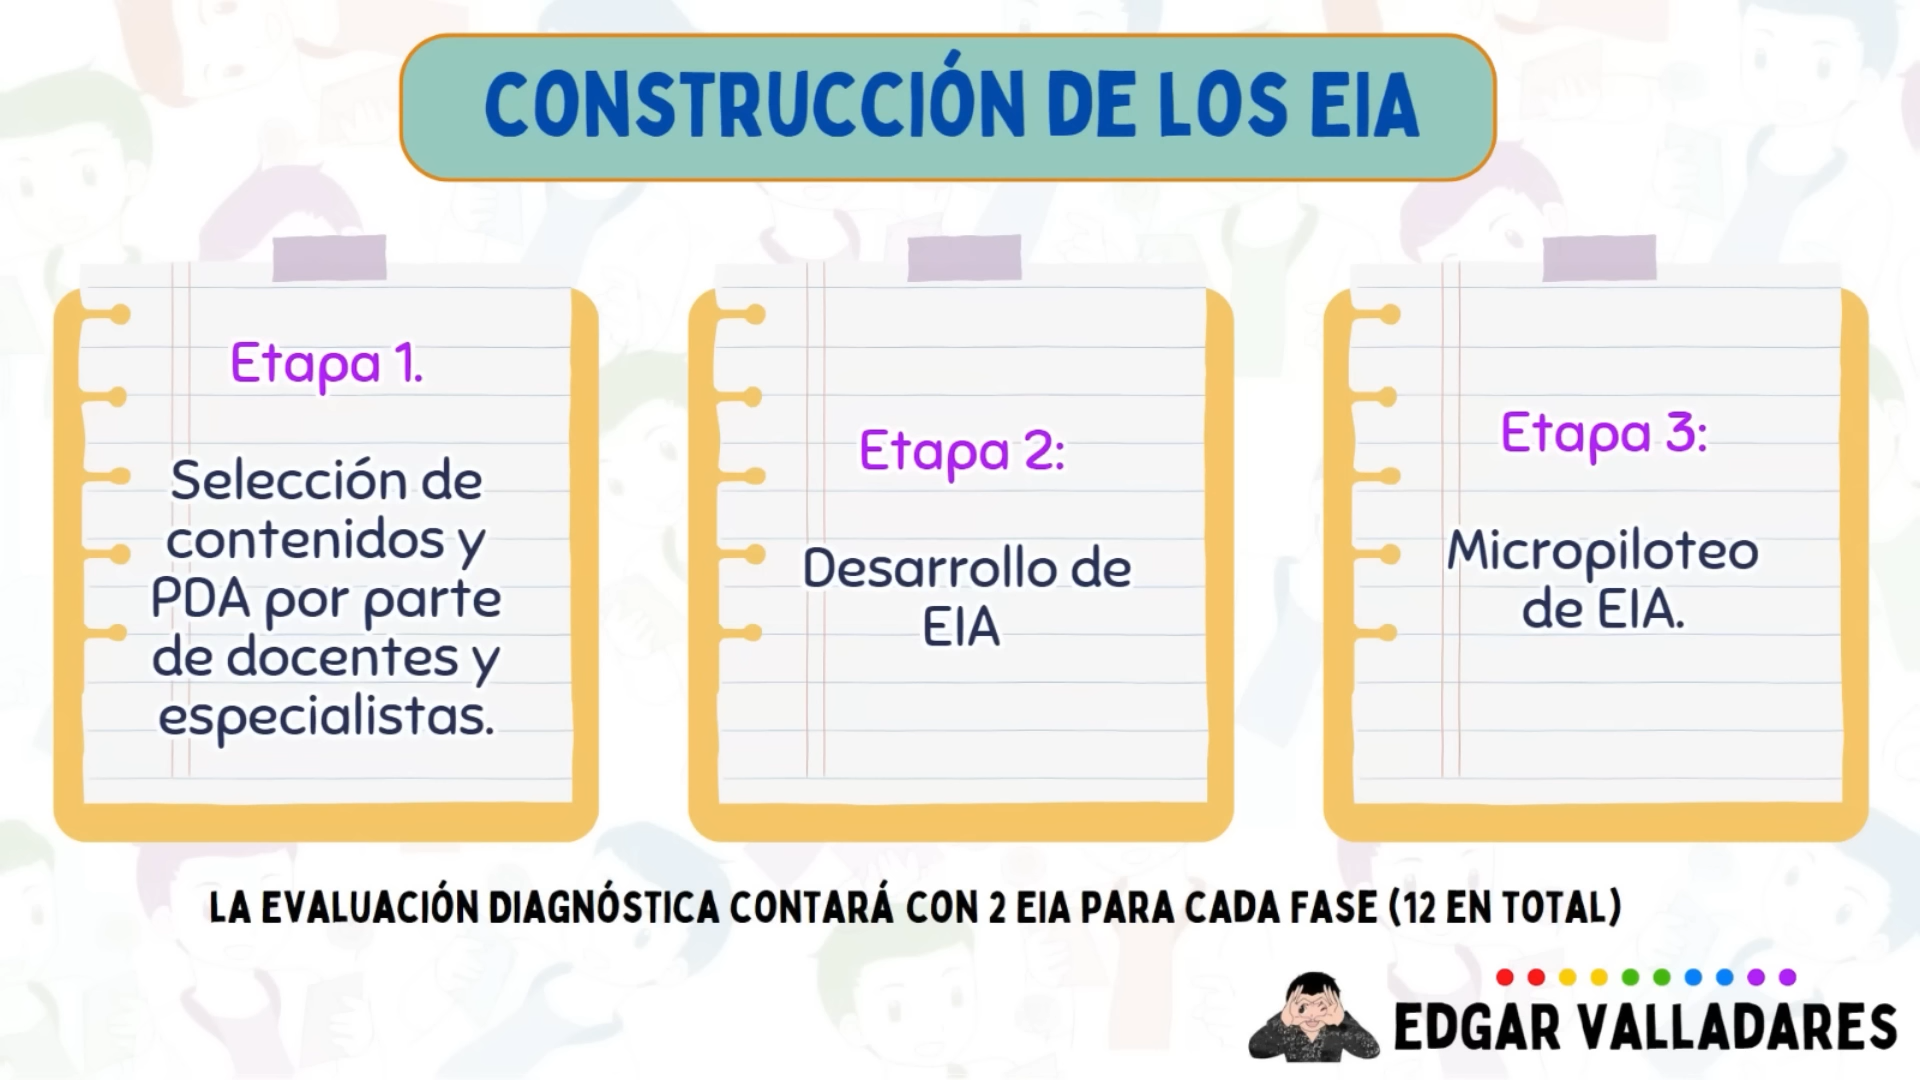 CONSTRUCCIÓN DE LOS EIA
Etapa 1.
Selección de
contenidos y
PDA por parte
de docentes y
especialistas.
Etapa 2:
Desarrollo de
EIA
Etapa 3:
Micropiloteo
de EIA.
LA EVALUACIÓN DIAGNÓSTICA CONTARÁ CON 2 EIA PARA CADA FASE (12 EN TOTAL)
EDGAR VALLADARES